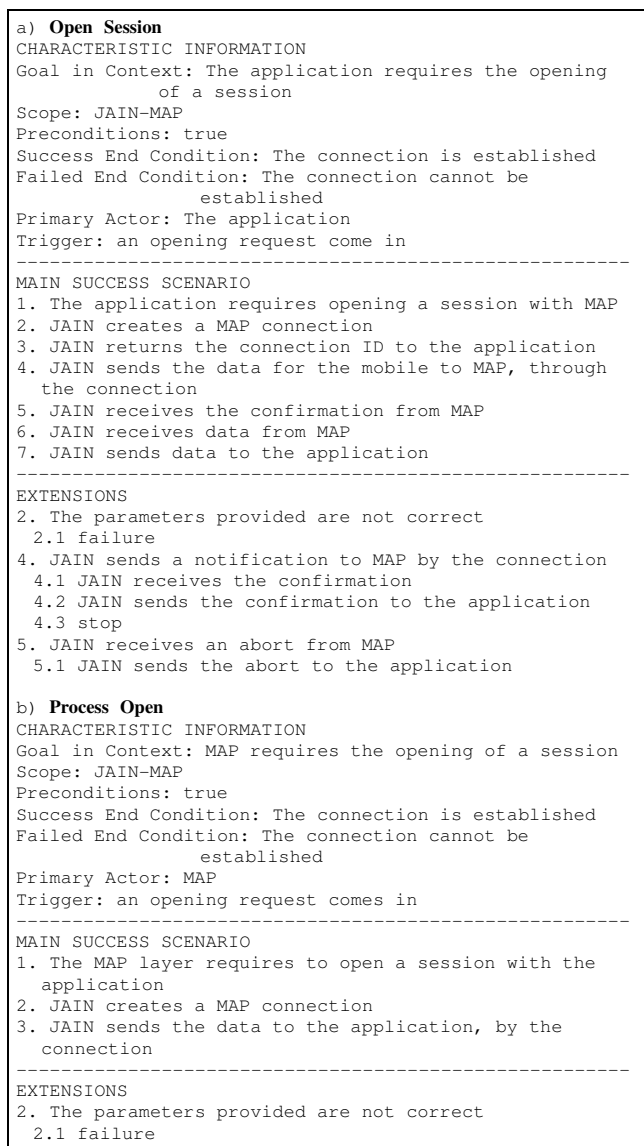 a) Open Session
CHARACTERISTIC INFORMATION
Goal in Context: The application requires the opening
of a session
Scope: JAIN-MAP
Preconditions: true
Success End Condition: The connection is established
Failed End Condition: The connection cannot be
established
Primary Actor: The application
Trigger: an opening request come in
-------------------------------------------------------
MAIN SUCCESS SCENARIO
1. The application requires opening a session with MAP
2. JAIN creates a MAP connection
3. JAIN returns the connection ID to the application
4. JAIN sends the data for the mobile to MAP, through
the connection
5. JAIN receives the confirmation from MAP
6. JAIN receives data from MAP
7. JAIN sends data to the application
-------------------------------------------------------
EXTENSIONS
2. The parameters provided are not correct
2.1 failure
4. JAIN sends a notification to MAP by the connection
4.1 JAIN receives the confirmation
4.2 JAIN sends the confirmation to the application
4.3 stop
5. JAIN receives an abort from MAP
5.1 JAIN sends the abort to the application
b) Process Open
CHARACTERISTIC INFORMATION
Goal in Context: MAP requires the opening of a session
Scope: JAIN-MAP
Preconditions: true
Success End Condition: The connection is established
Failed End Condition: The connection cannot be
established
Primary Actor: MAP
Trigger: an opening request comes in
-------------------------------------------------------
MAIN SUCCESS SCENARIO
1. The MAP layer requires to open a session with the
application
2. JAIN creates a MAP connection
3. JAIN sends the data to the application, by the
connection
-------------------------------------------------------
EXTENSIONS
2. The parameters provided are not correct
2.1 failure